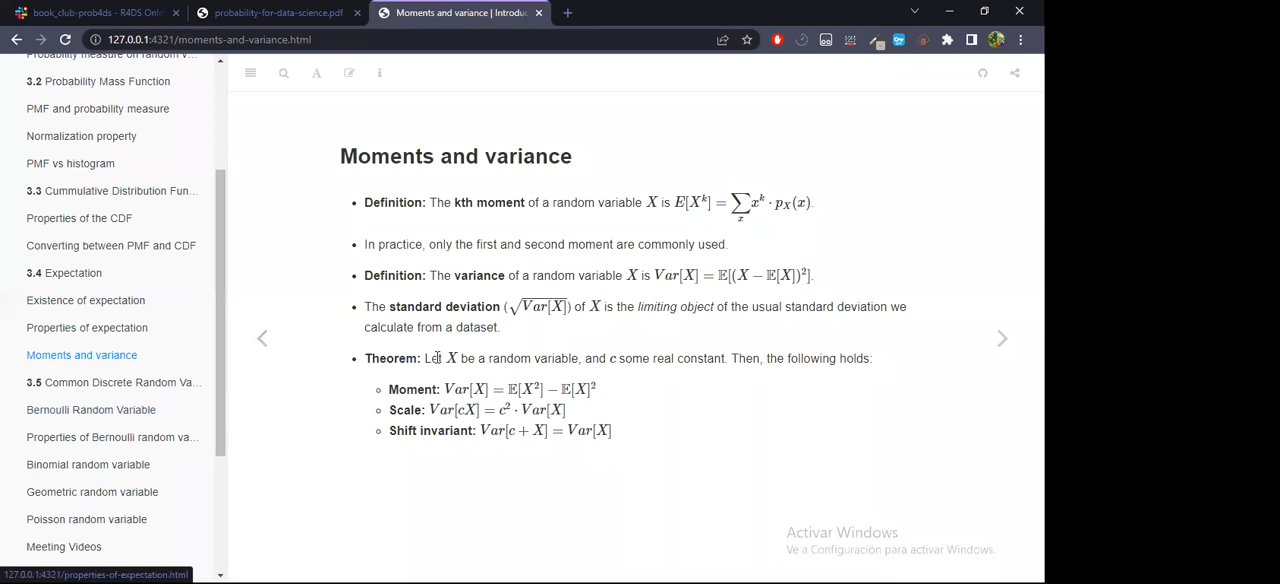 book_club-prob4ds - R4DS Onli
probability-for-data-science.pdf
Moments and variance | Introduc
127.0.0.1:4321/moments-and-variance.html
Probability measure on random v...
3.2 Probability Mass Function
PMF and probability measure
Normalization property
PMF vs histogram
3.3 Cummulative Distribution Fun...
Properties of the CDF
Converting between PMF and CDF
3.4 Expectation
Existence of expectation
Properties of expectation
Moments and variance
3.5 Common Discrete Random Va...
Bernoulli Random Variable
Properties of Bernoulli random va...
Binomial random variable
Geometric random variable
Poisson random variable
Meeting Videos
127.0.0.1:4321/properties-of-expectation.html
Moments and variance
• Definition: The kth moment of a random variable X is E[X^k] = ∑_x x^k · p_X(x).
• In practice, only the first and second moment are commonly used.
• Definition: The variance of a random variable X is Var[X] = 𝔼[(X − 𝔼[X])²].
• The standard deviation (√Var[X]) of X is the limiting object of the usual standard deviation we
calculate from a dataset.
• Theorem: Let X be a random variable, and c some real constant. Then, the following holds:
◦ Moment: Var[X] = 𝔼[X²] − 𝔼[X]²
◦ Scale: Var[cX] = c² · Var[X]
◦ Shift invariant: Var[c + X] = Var[X]
Activar Windows
Ve a Configuración para activar Windows.